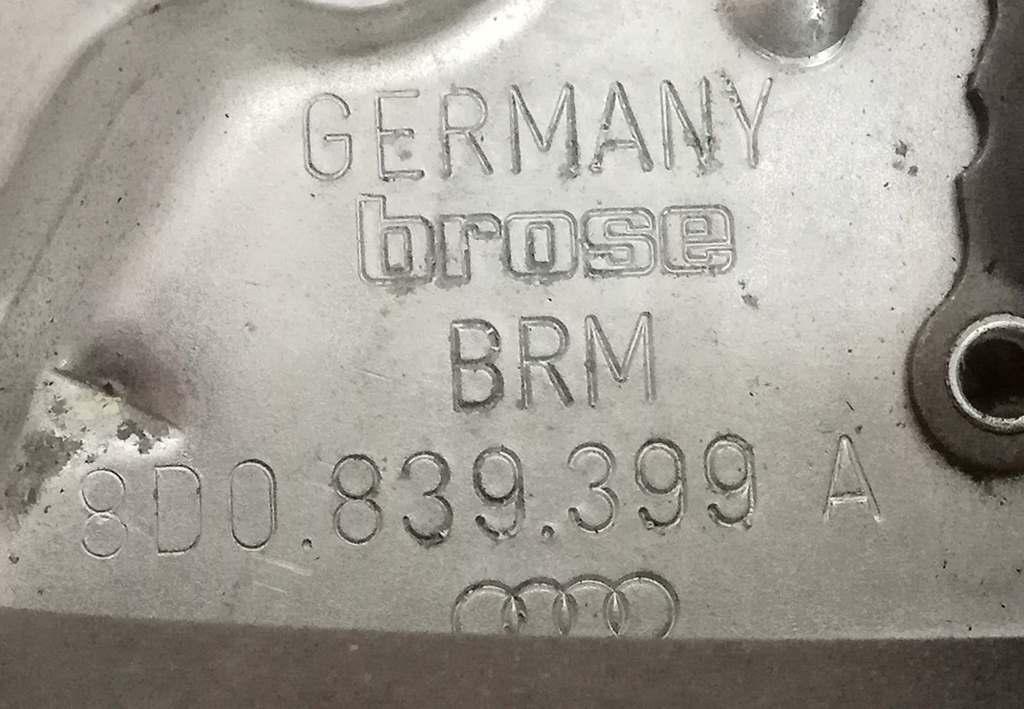 GERMANY
brose
BRM
8D0.839.399 A